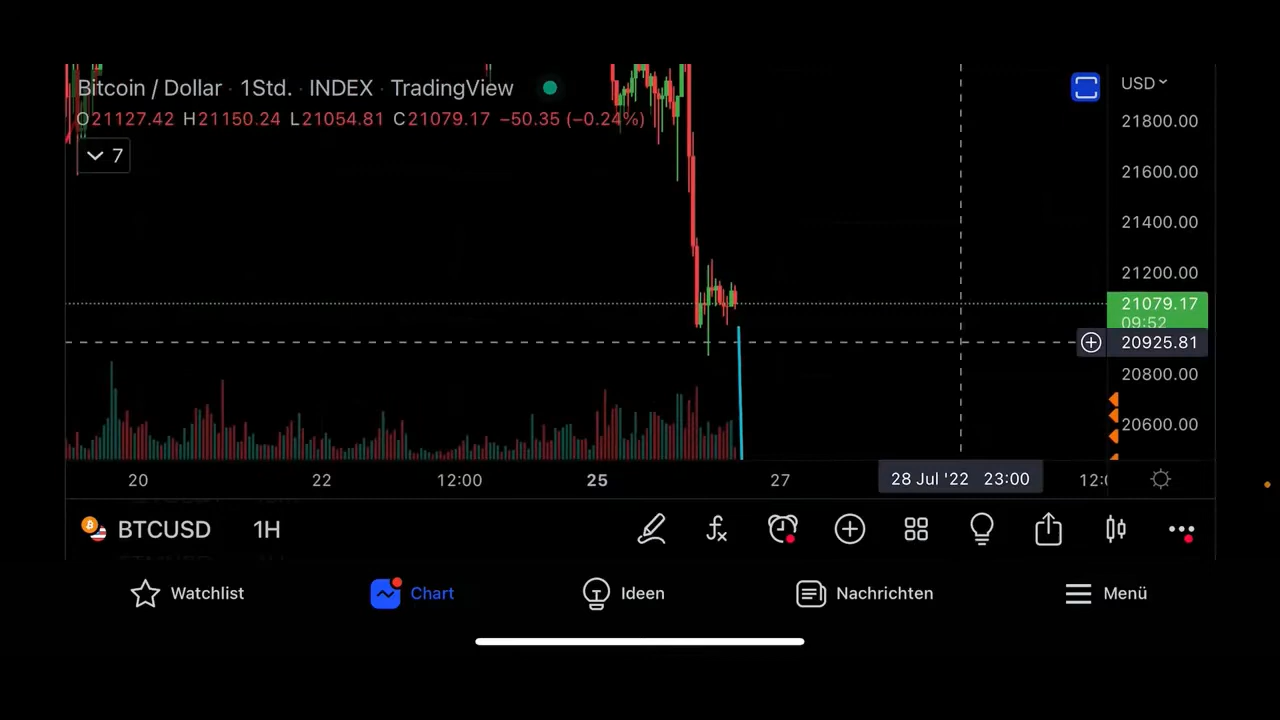 Bitcoin / Dollar · 1Std. · INDEX · TradingView
USD
O21127.42 H21150.24 L21054.81 C21079.17 −50.35 (−0.24%)
7
21800.00
21600.00
21400.00
21200.00
21079.17
09:52
20925.81
20800.00
20600.00
20 22 12:00 25 27 28 Jul '22 23:00
BTCUSD 1H
Watchlist Chart Ideen Nachrichten Menü